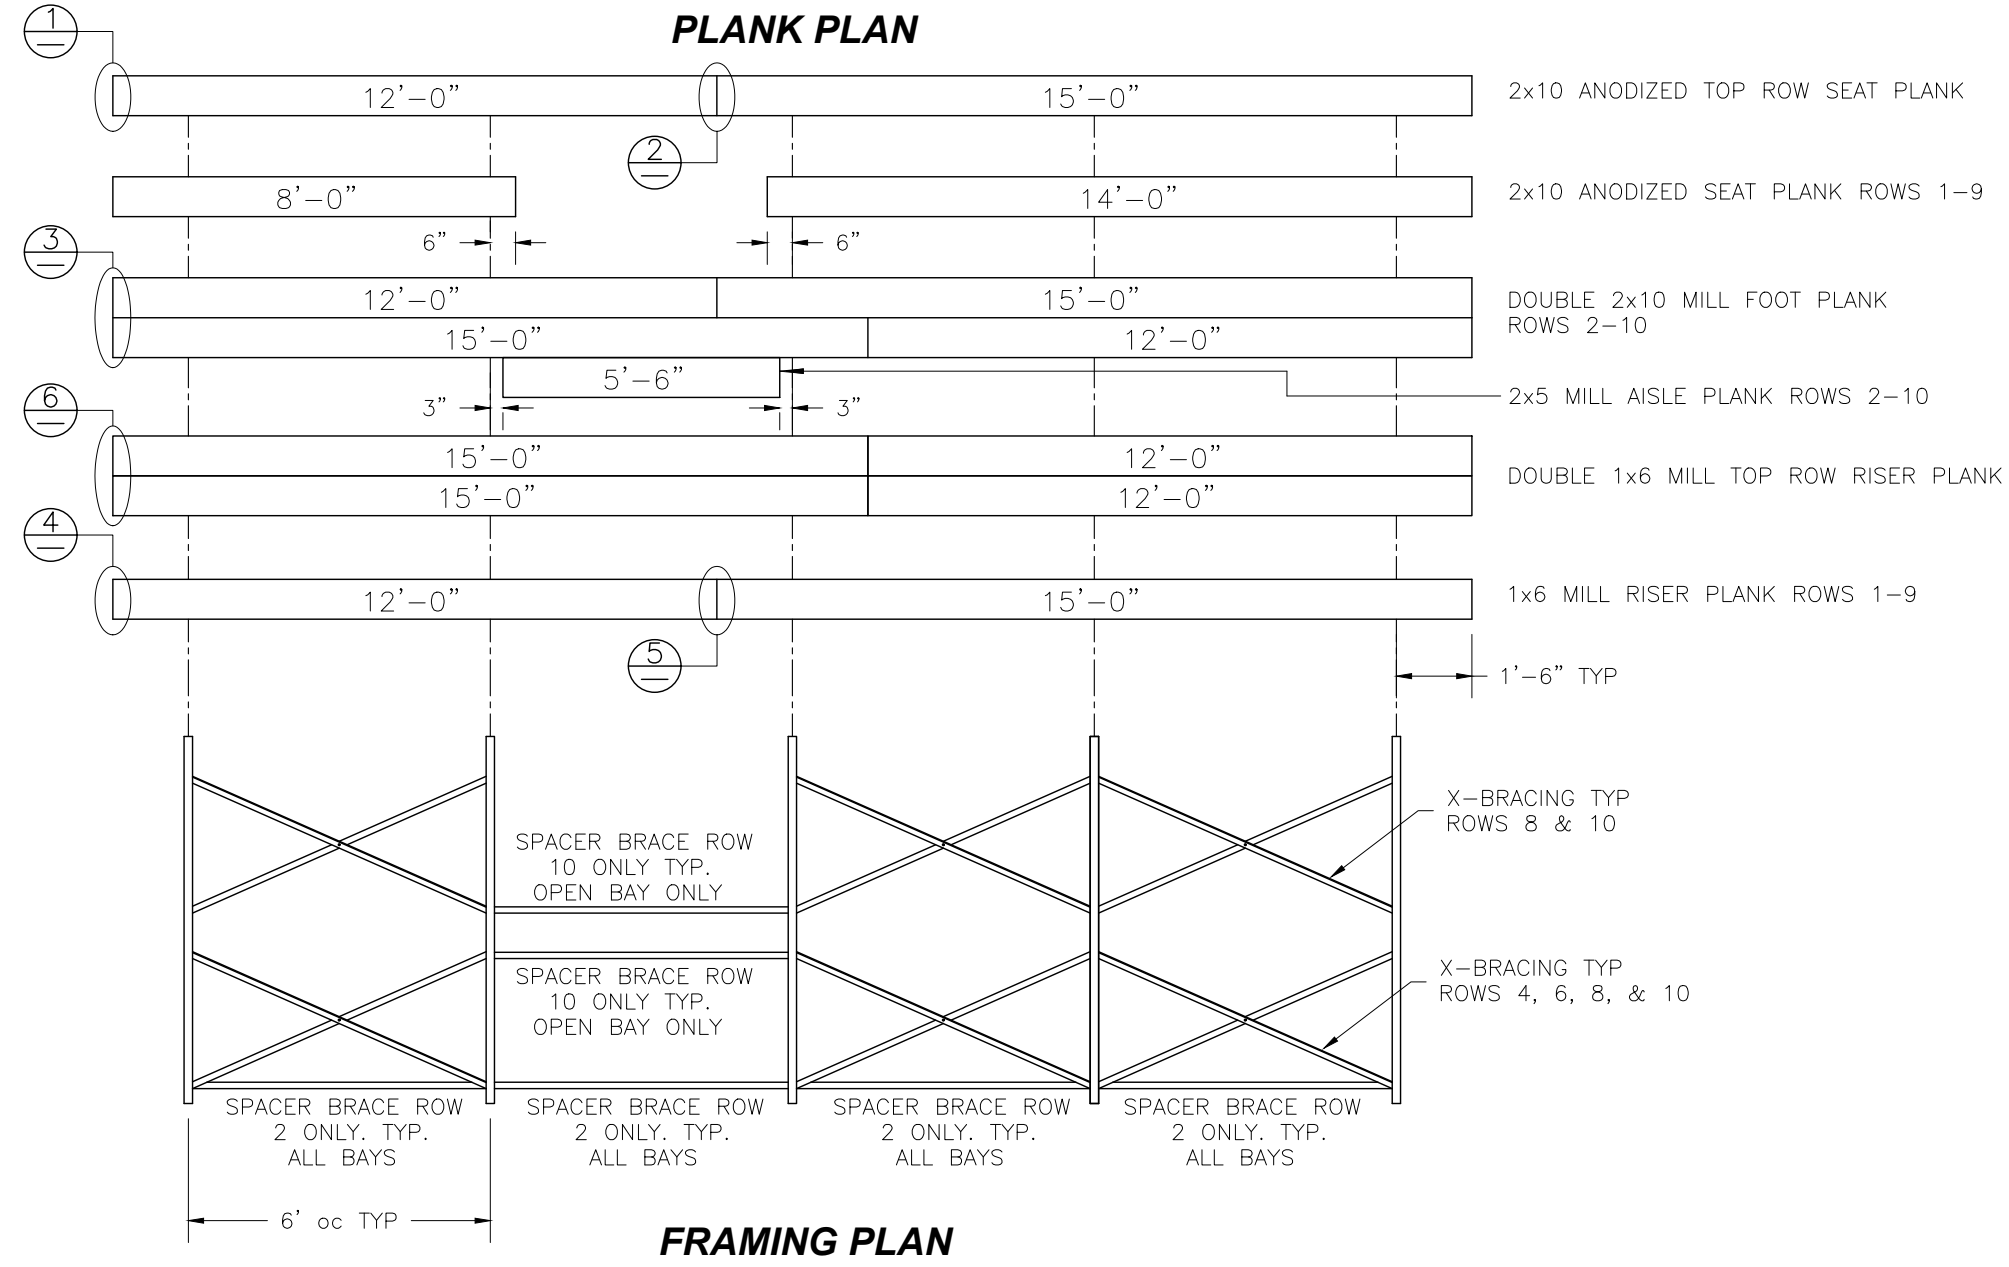 PLANK PLAN
1
12'-0" 15'-0" 2x10 ANODIZED TOP ROW SEAT PLANK
2
8'-0" 14'-0" 2x10 ANODIZED SEAT PLANK ROWS 1-9
3
6" 6"
12'-0" 15'-0" DOUBLE 2x10 MILL FOOT PLANK
ROWS 2-10
15'-0" 12'-0"
5'-6"
2x5 MILL AISLE PLANK ROWS 2-10
6
3" 3"
15'-0" 12'-0"
DOUBLE 1x6 MILL TOP ROW RISER PLANK
15'-0" 12'-0"
4
12'-0" 15'-0" 1x6 MILL RISER PLANK ROWS 1-9
5
1'-6" TYP
X-BRACING TYP
ROWS 8 & 10
SPACER BRACE ROW
10 ONLY TYP.
OPEN BAY ONLY
SPACER BRACE ROW
10 ONLY TYP.
OPEN BAY ONLY
X-BRACING TYP
ROWS 4, 6, 8, & 10
SPACER BRACE ROW
2 ONLY. TYP.
ALL BAYS
SPACER BRACE ROW
2 ONLY. TYP.
ALL BAYS
SPACER BRACE ROW
2 ONLY. TYP.
ALL BAYS
SPACER BRACE ROW
2 ONLY. TYP.
ALL BAYS
6' oc TYP
FRAMING PLAN